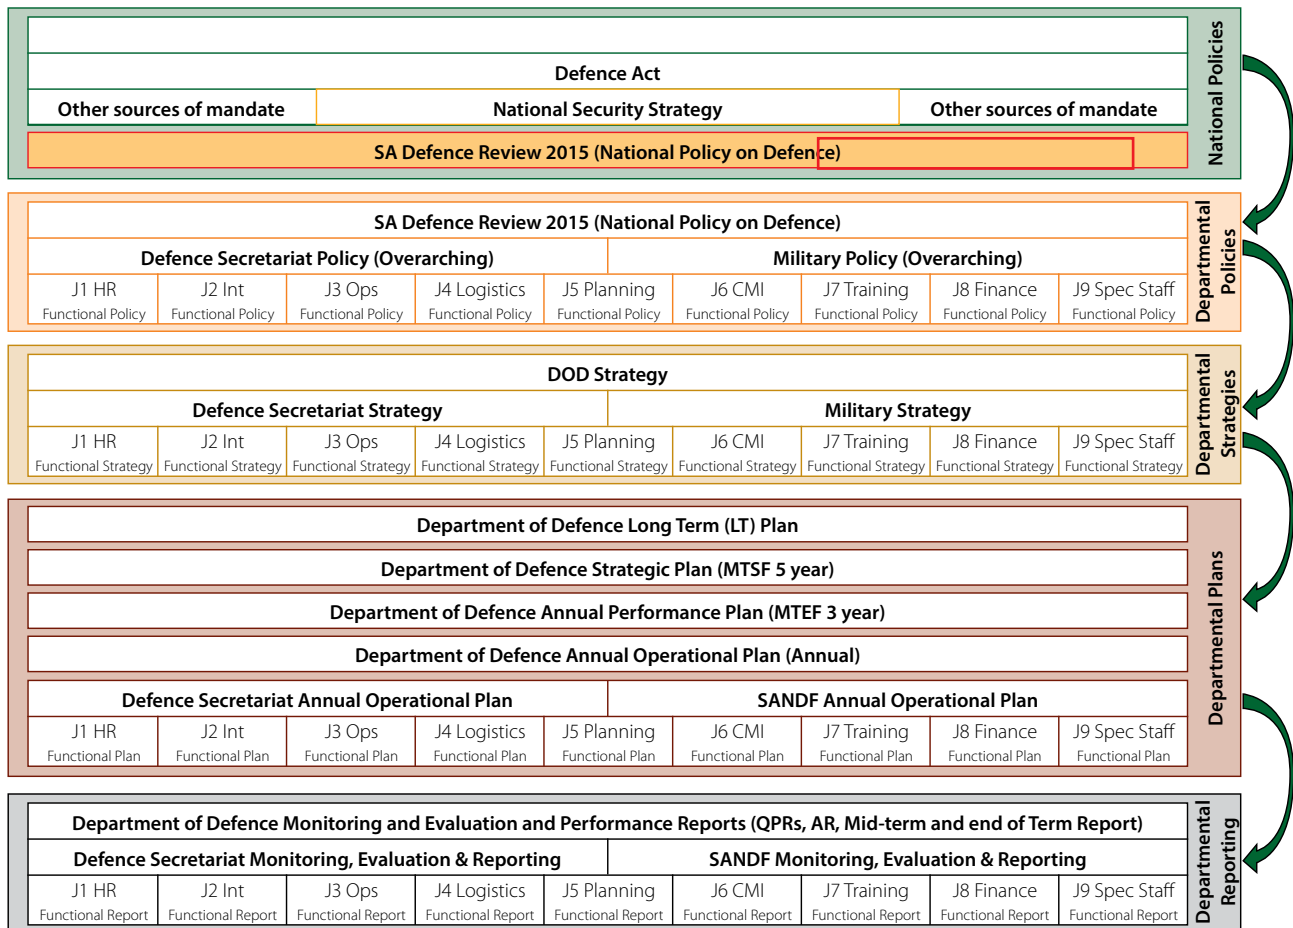 Defence Act
Other sources of mandate National Security Strategy Other sources of mandate
SA Defence Review 2015 (National Policy on Defence)
National Policies
SA Defence Review 2015 (National Policy on Defence)
Defence Secretariat Policy (Overarching) Military Policy (Overarching)
J1 HR J2 Int J3 Ops J4 Logistics J5 Planning J6 CMI J7 Training J8 Finance J9 Spec Staff
Functional Policy Functional Policy Functional Policy Functional Policy Functional Policy Functional Policy Functional Policy Functional Policy Functional Policy
Departmental
Policies
DOD Strategy
Defence Secretariat Strategy Military Strategy
J1 HR J2 Int J3 Ops J4 Logistics J5 Planning J6 CMI J7 Training J8 Finance J9 Spec Staff
Functional Strategy Functional Strategy Functional Strategy Functional Strategy Functional Strategy Functional Strategy Functional Strategy Functional Strategy Functional Strategy
Departmental
Strategies
Department of Defence Long Term (LT) Plan
Department of Defence Strategic Plan (MTSF 5 year)
Department of Defence Annual Performance Plan (MTEF 3 year)
Department of Defence Annual Operational Plan (Annual)
Defence Secretariat Annual Operational Plan SANDF Annual Operational Plan
J1 HR J2 Int J3 Ops J4 Logistics J5 Planning J6 CMI J7 Training J8 Finance J9 Spec Staff
Functional Plan Functional Plan Functional Plan Functional Plan Functional Plan Functional Plan Functional Plan Functional Plan Functional Plan
Departmental Plans
Department of Defence Monitoring and Evaluation and Performance Reports (QPRs, AR, Mid-term and end of Term Report)
Defence Secretariat Monitoring, Evaluation & Reporting SANDF Monitoring, Evaluation & Reporting
J1 HR J2 Int J3 Ops J4 Logistics J5 Planning J6 CMI J7 Training J8 Finance J9 Spec Staff
Functional Report Functional Report Functional Report Functional Report Functional Report Functional Report Functional Report Functional Report Functional Report
Departmental
Reporting